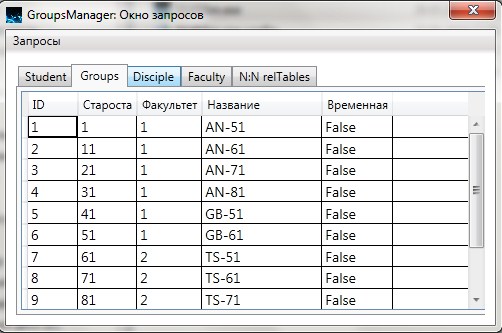 GroupsManager: Окно запросов
Запросы
Student Groups Disciple Faculty N:N relTables
ID Староста Факультет Название Временная
1 1 1 AN-51 False
2 11 1 AN-61 False
3 21 1 AN-71 False
4 31 1 AN-81 False
5 41 1 GB-51 False
6 51 1 GB-61 False
7 61 2 TS-51 False
8 71 2 TS-61 False
9 81 2 TS-71 False